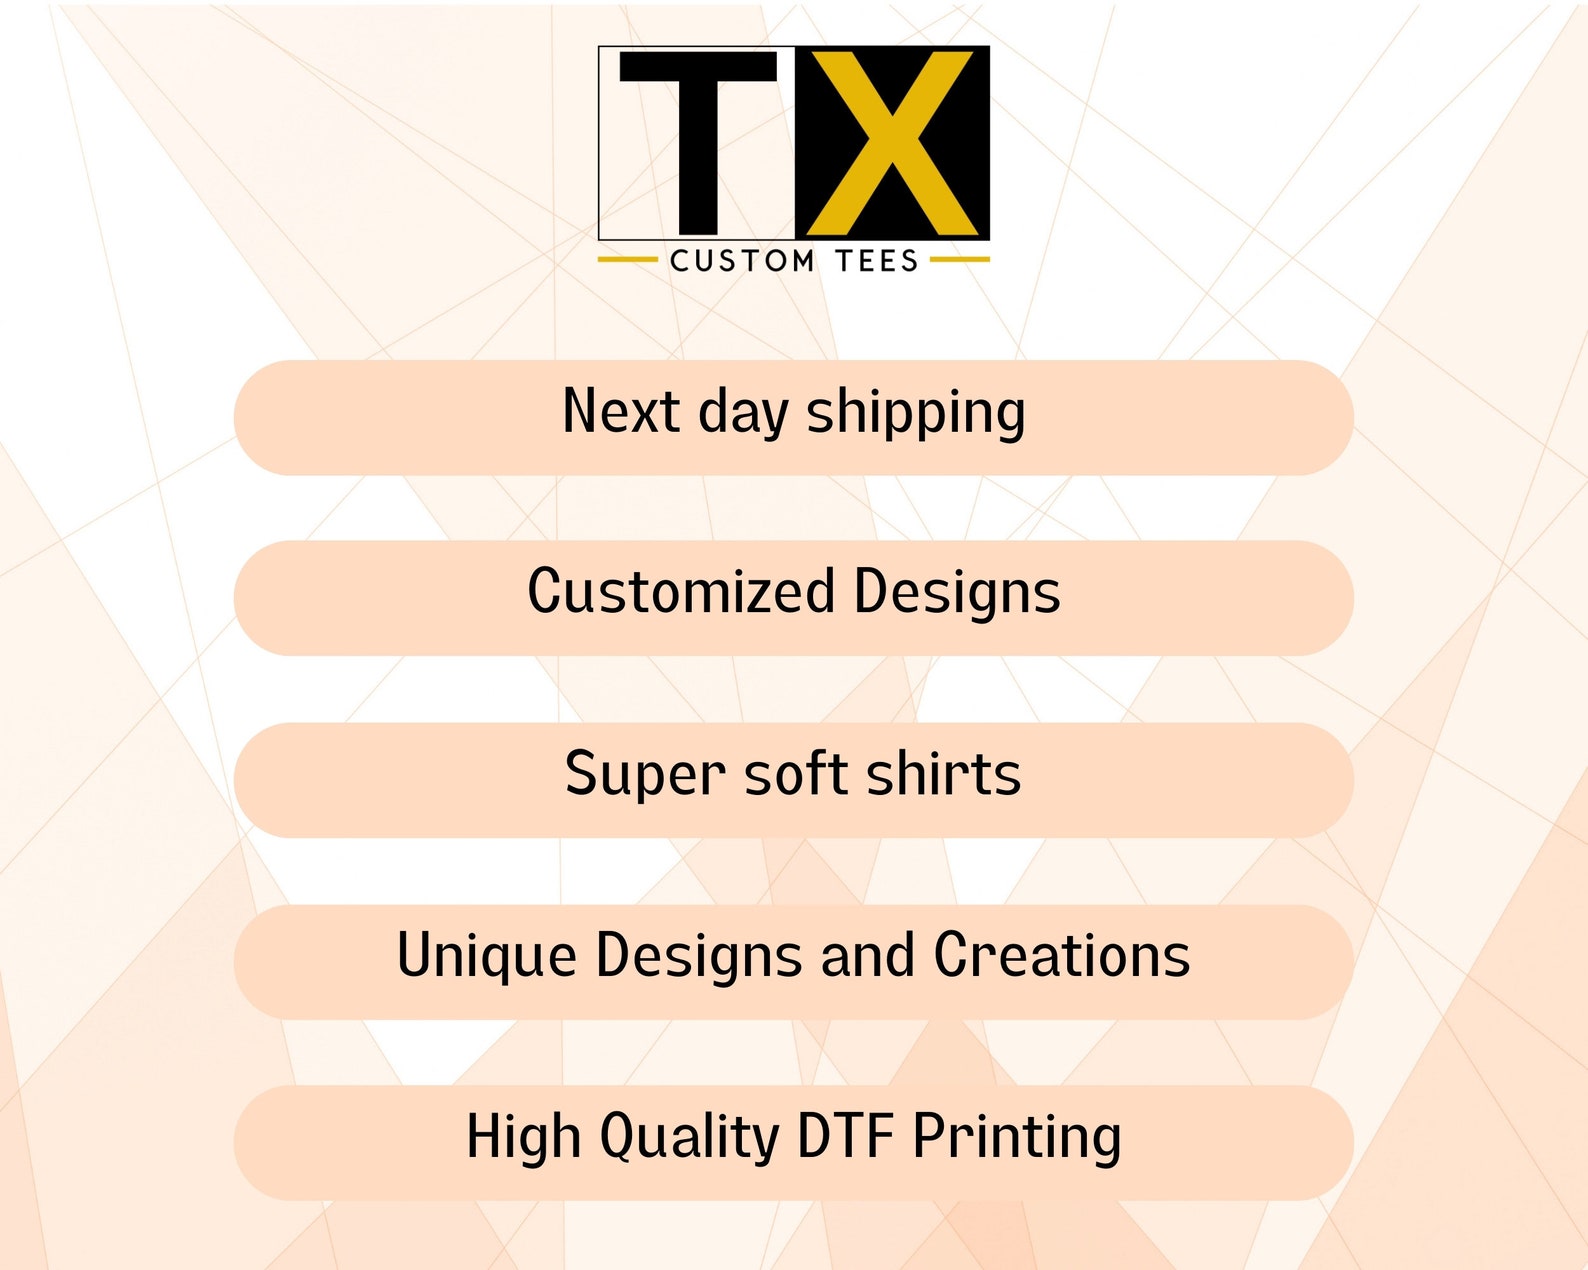 TX
CUSTOM TEES
Next day shipping
Customized Designs
Super soft shirts
Unique Designs and Creations
High Quality DTF Printing